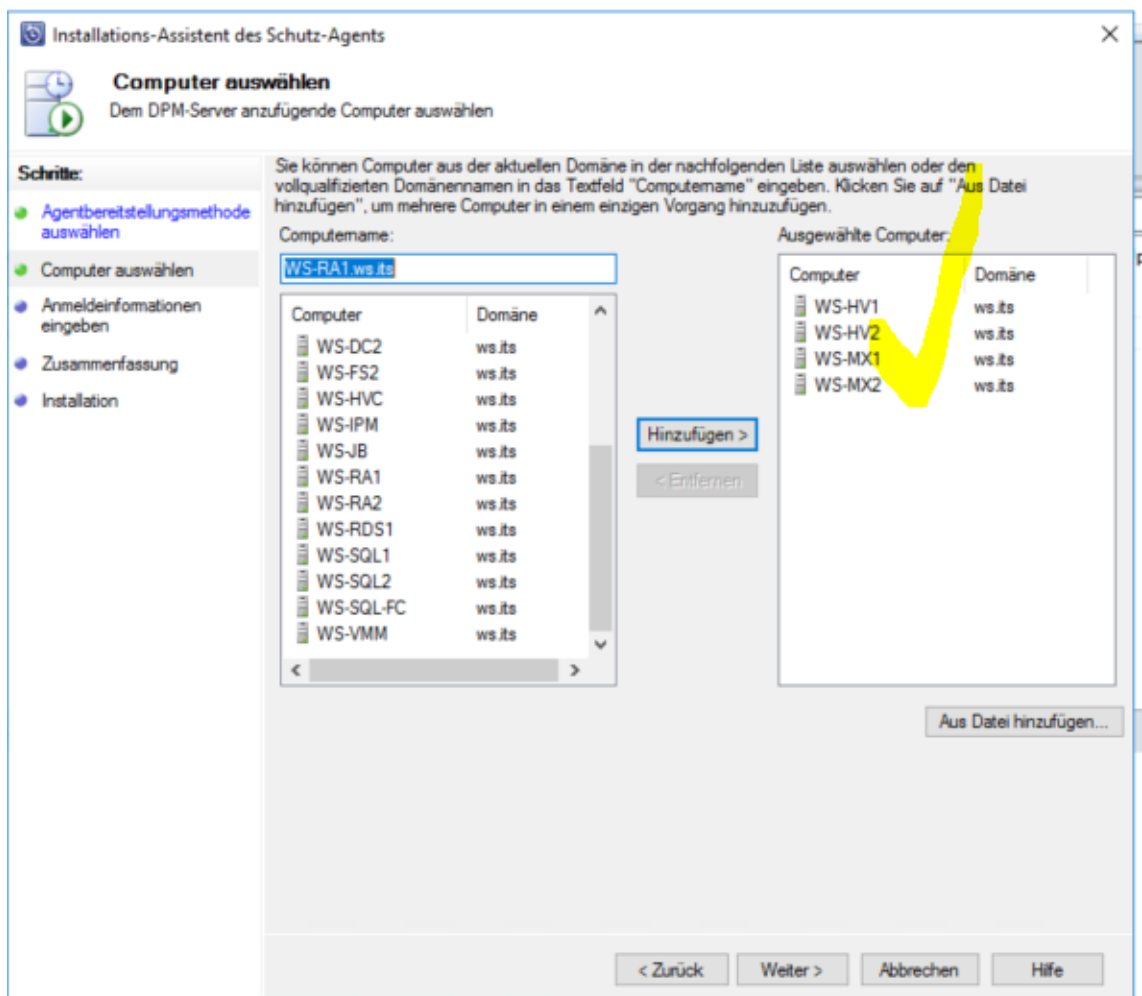 Installations-Assistent des Schutz-Agents
Computer auswählen
Dem DPM-Server anzufügende Computer auswählen
Schritte:
Agentbereitstellungsmethode
auswählen
Computer auswählen
Anmeldeinformationen
eingeben
Zusammenfassung
Installation
Sie können Computer aus der aktuellen Domäne in der nachfolgenden Liste auswählen oder den
vollqualifizierten Domänennamen in das Textfeld "Computername" eingeben. Klicken Sie auf "Aus Datei
hinzufügen", um mehrere Computer in einem einzigen Vorgang hinzuzufügen.
Computername:
WS-RA1.ws.its
Computer Domäne
WS-DC2 ws.its
WS-FS2 ws.its
WS-HVC ws.its
WS-IPM ws.its
WS-JB ws.its
WS-RA1 ws.its
WS-RA2 ws.its
WS-RDS1 ws.its
WS-SQL1 ws.its
WS-SQL2 ws.its
WS-SQL-FC ws.its
WS-VMM ws.its
Hinzufügen >
< Entfernen
Ausgewählte Computer:
Computer Domäne
WS-HV1 ws.its
WS-HV2 ws.its
WS-MX1 ws.its
WS-MX2 ws.its
Aus Datei hinzufügen...
< Zurück Weiter > Abbrechen Hilfe